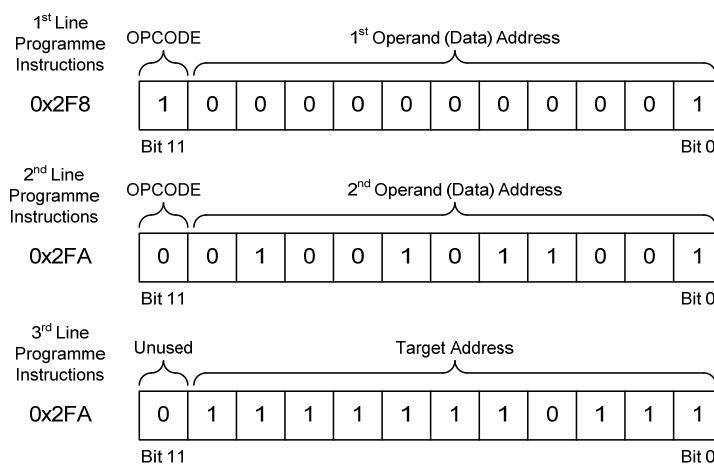 1st Line
Programme
Instructions
OPCODE
1st Operand (Data) Address
0x2F8
1 0 0 0 0 0 0 0 0 0 0 1
Bit 11
Bit 0
2nd Line
Programme
Instructions
OPCODE
2nd Operand (Data) Address
0x2FA
0 0 1 0 0 1 0 1 1 0 0 1
Bit 11
Bit 0
3rd Line
Programme
Instructions
Unused
Target Address
0x2FA
0 1 1 1 1 1 1 1 0 1 1 1
Bit 11
Bit 0